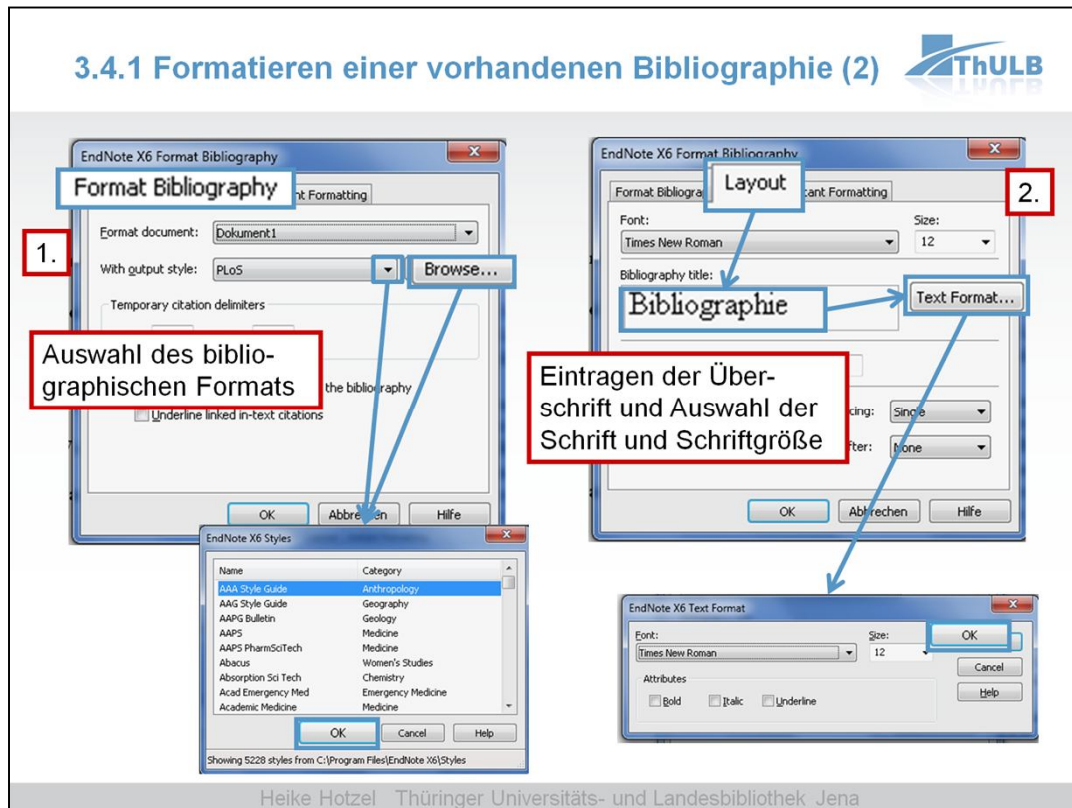 3.4.1 Formatieren einer vorhandenen Bibliographie (2)
ThULB
EndNote X6 Format Bibliography
Format Bibliography
nt Formatting
1.
Format document: Dokument1
With output style: PLoS Browse...
Temporary citation delimiters
Auswahl des biblio-
graphischen Formats
the bibliography
Underline linked in-text citations
OK Abbrechen Hilfe
EndNote X6 Styles
Name Category
AAA Style Guide Anthropology
AAG Style Guide Geography
AAPG Bulletin Geology
AAPS Medicine
AAPS PharmSciTech Medicine
Abacus Women's Studies
Absorption Sci Tech Chemistry
Acad Emergency Med Emergency Medicine
Academic Medicine Medicine
OK Cancel Help
Showing 5228 styles from C:\Program Files\EndNote X6\Styles
EndNote X6 Format Bibliography
Format Bibliograp Layout tant Formatting
2.
Font: Size:
Times New Roman 12
Bibliography title:
Bibliographie Text Format...
Eintragen der Über-
schrift und Auswahl der
Schrift und Schriftgröße
cing: Single
fter: None
OK Abbrechen Hilfe
EndNote X6 Text Format
Font: Size: OK
Times New Roman 12
Cancel
Attributes
Help
Bold Italic Underline
Heike Hotzel Thüringer Universitäts- und Landesbibliothek Jena